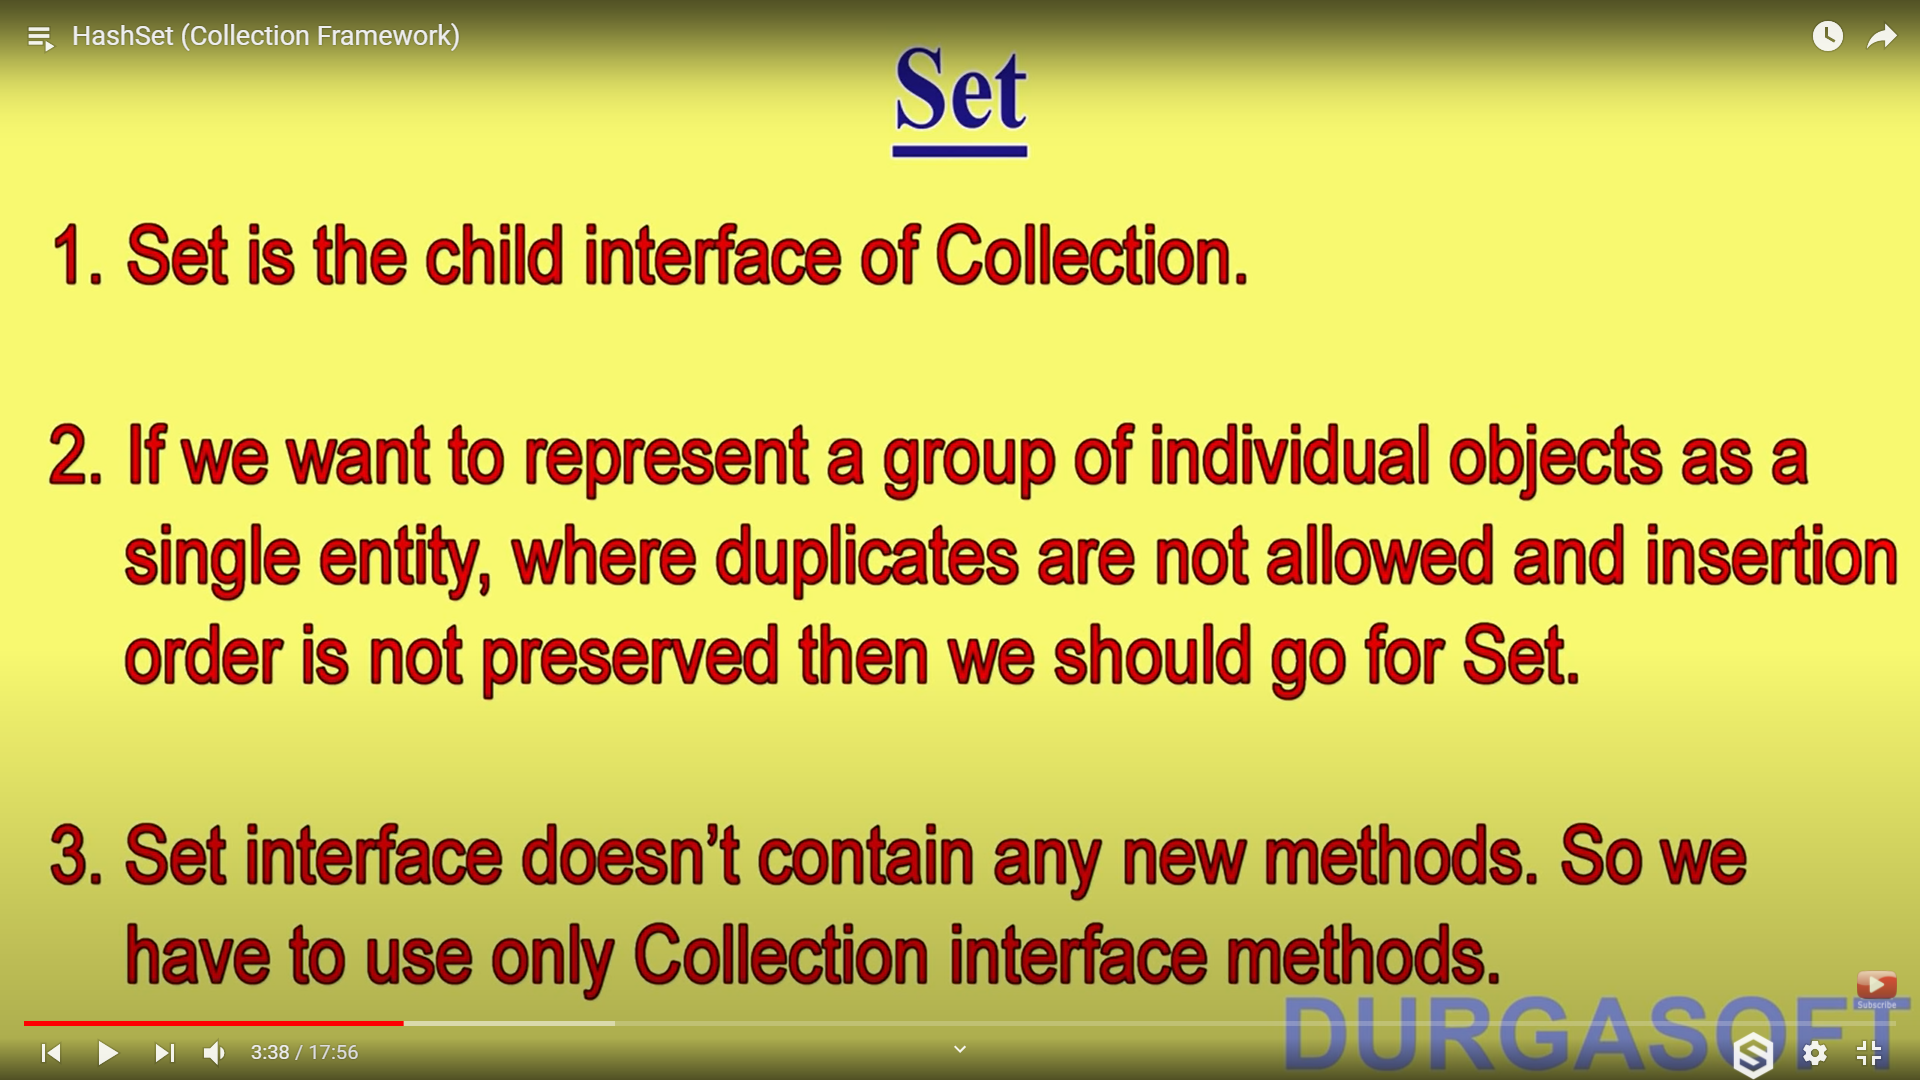 HashSet (Collection Framework)
Set
1. Set is the child interface of Collection.
2. If we want to represent a group of individual objects as a
single entity, where duplicates are not allowed and insertion
order is not preserved then we should go for Set.
3. Set interface doesn't contain any new methods. So we
have to use only Collection interface methods.
Subscribe
DURGASOFT
3:38 / 17:56